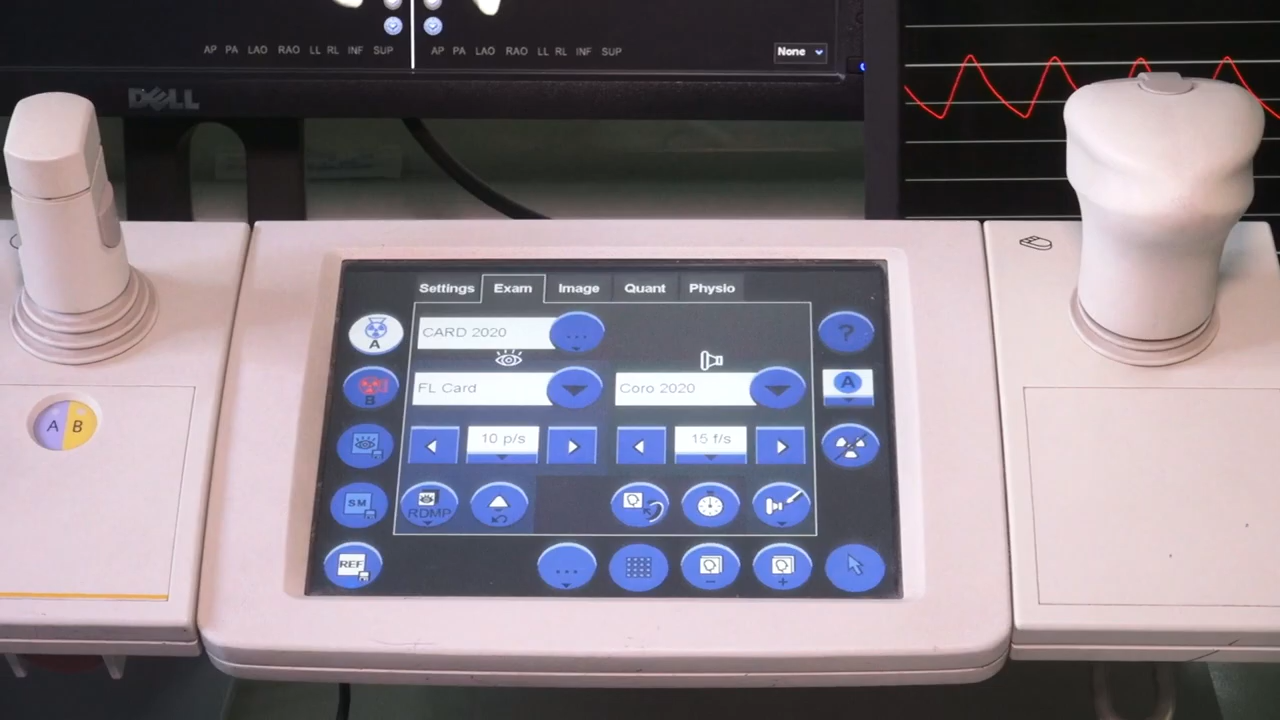 AP PA LAO RAO LL RL INF SUP AP PA LAO RAO LL RL INF SUP
None
DELL
Settings Exam Image Quant Physio
A
CARD 2020
?
B
FL Card
Coro 2020
A
A B
10 p/s
15 f/s
SM
RDMP
REF
...
- +